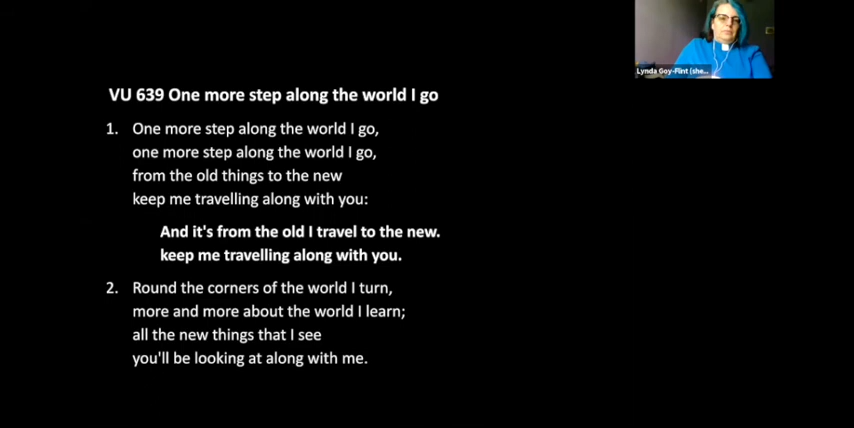 VU 639 One more step along the world I go
1. One more step along the world I go,
one more step along the world I go,
from the old things to the new
keep me travelling along with you:
And it's from the old I travel to the new.
keep me travelling along with you.
2. Round the corners of the world I turn,
more and more about the world I learn;
all the new things that I see
you'll be looking at along with me.
Lynda Goy-Flint (she...